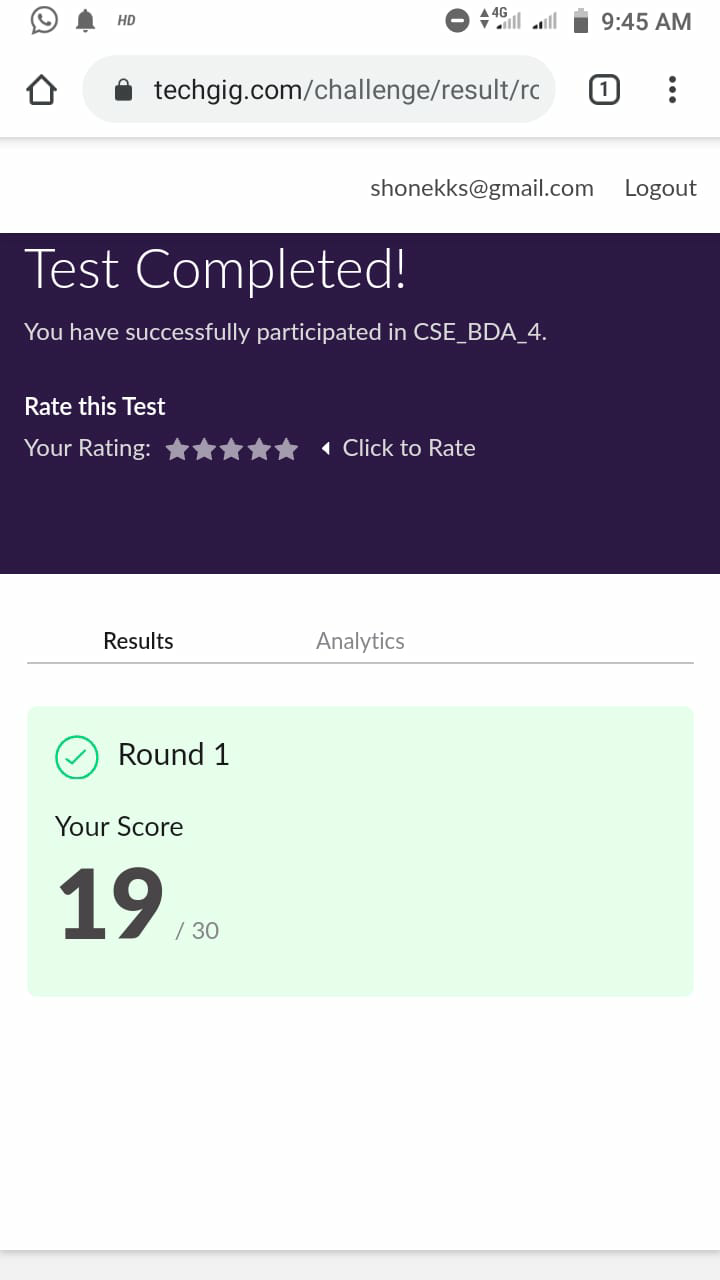 HD 4G 9:45 AM
techgig.com/challenge/result/rc 1
shonekks@gmail.com Logout
Test Completed!
You have successfully participated in CSE_BDA_4.
Rate this Test
Your Rating: Click to Rate
Results Analytics
Round 1
Your Score
19 / 30